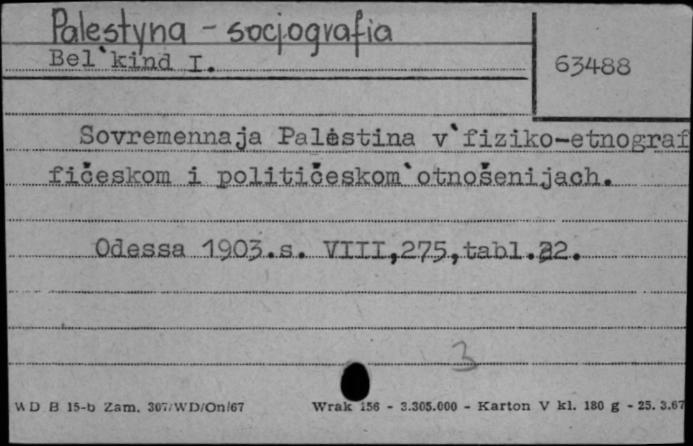 Palestyna - socjografia
Bel`kind I.
63488
Sovremennaja Palėstina v`fiziko-etnograf
fičeskom i političeskom`otnošenijach.
Odessa 1903.s. VIII,275,tabl.22.
3
WD B 15-b Zam. 307/WD/On/67
Wrak 156 - 3.305.000 - Karton V kl. 180 g - 25. 3.67